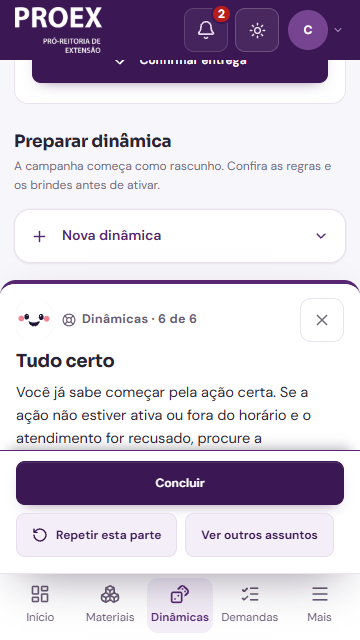 PROEX
PRÓ-REITORIA DE
EXTENSÃO
2
C
Confirmar entrega
Preparar dinâmica
A campanha começa como rascunho. Confira as regras e
os brindes antes de ativar.
Nova dinâmica
Dinâmicas · 6 de 6
Tudo certo
Você já sabe começar pela ação certa. Se a
ação não estiver ativa ou fora do horário e o
atendimento for recusado, procure a
Concluir
Repetir esta parte
Ver outros assuntos
Início
Materiais
Dinâmicas
Demandas
Mais